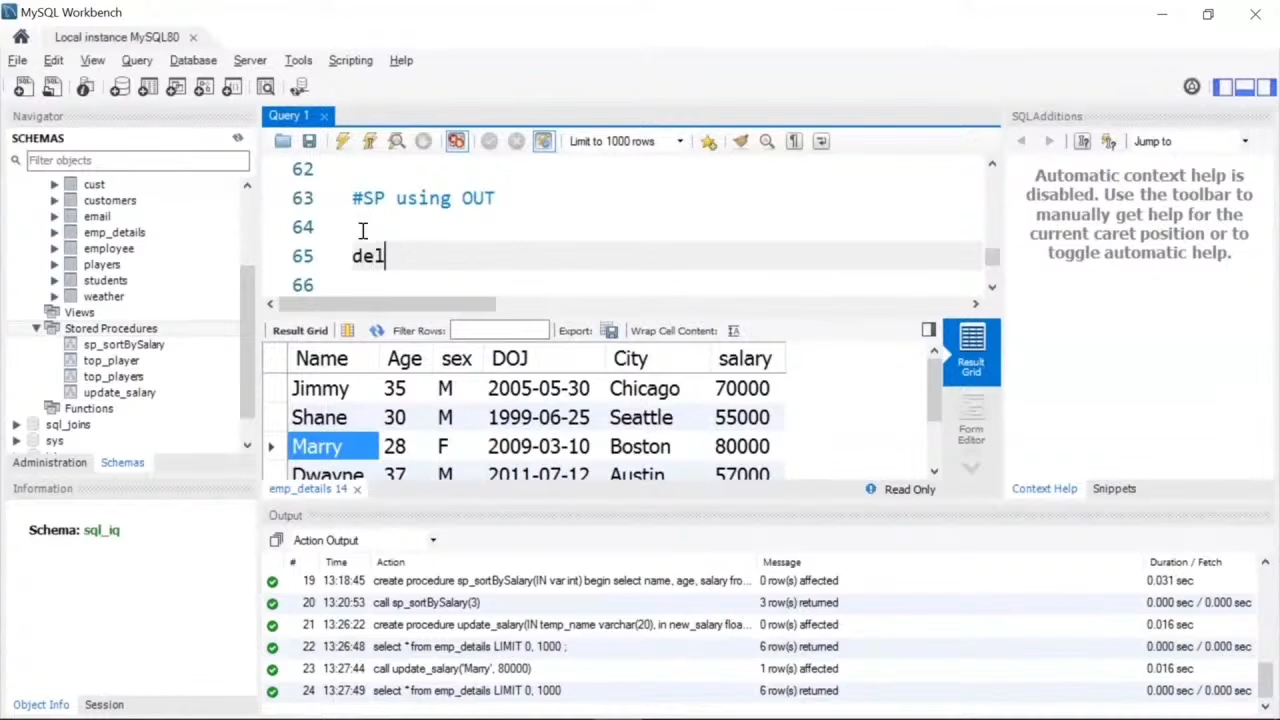 MySQL Workbench
Local instance MySQL80
File Edit View Query Database Server Tools Scripting Help
Navigator
SCHEMAS
Filter objects
cust
customers
email
emp_details
employee
players
students
weather
Views
Stored Procedures
sp_sortBySalary
top_player
top_players
update_salary
Functions
sql_joins
sys
Administration Schemas
Information
Schema: sql_iq
Object Info Session
Query 1
Limit to 1000 rows
62
63 #SP using OUT
64
65 del
66
Result Grid Filter Rows: Export: Wrap Cell Content:
Name Age sex DOJ City salary
Jimmy 35 M 2005-05-30 Chicago 70000
Shane 30 M 1999-06-25 Seattle 55000
Marry 28 F 2009-03-10 Boston 80000
Dwayne 37 M 2011-07-12 Austin 57000
Result Grid
Form Editor
emp_details 14
Read Only
SQLAdditions
Jump to
Automatic context help is
disabled. Use the toolbar to
manually get help for the
current caret position or to
toggle automatic help.
Context Help Snippets
Output
Action Output
# Time Action Message Duration / Fetch
19 13:18:45 create procedure sp_sortBySalary(IN var int) begin select name, age, salary fro... 0 row(s) affected 0.031 sec
20 13:20:53 call sp_sortBySalary(3) 3 row(s) returned 0.000 sec / 0.000 sec
21 13:26:22 create procedure update_salary(IN temp_name varchar(20), in new_salary floa... 0 row(s) affected 0.016 sec
22 13:26:48 select * from emp_details LIMIT 0, 1000 ; 6 row(s) returned 0.000 sec / 0.000 sec
23 13:27:44 call update_salary('Marry', 80000) 1 row(s) affected 0.016 sec
24 13:27:49 select * from emp_details LIMIT 0, 1000 6 row(s) returned 0.000 sec / 0.000 sec